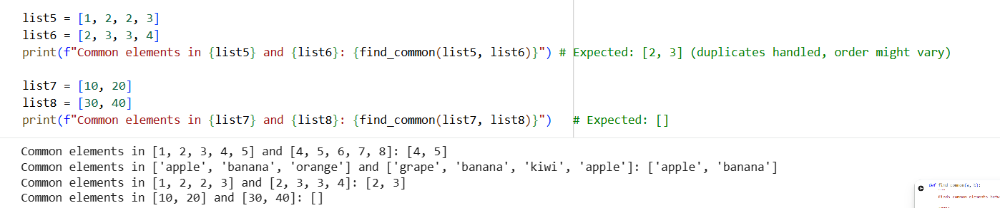 list5 = [1, 2, 2, 3]
list6 = [2, 3, 3, 4]
print(f"Common elements in {list5} and {list6}: {find_common(list5, list6)}") # Expected: [2, 3] (duplicates handled, order might vary)
list7 = [10, 20]
list8 = [30, 40]
print(f"Common elements in {list7} and {list8}: {find_common(list7, list8)}")   # Expected: []
Common elements in [1, 2, 3, 4, 5] and [4, 5, 6, 7, 8]: [4, 5]
Common elements in ['apple', 'banana', 'orange'] and ['grape', 'banana', 'kiwi', 'apple']: ['apple', 'banana']
Common elements in [1, 2, 2, 3] and [2, 3, 3, 4]: [2, 3]
Common elements in [10, 20] and [30, 40]: []
def find_common(a, b):
"""
Finds common elements